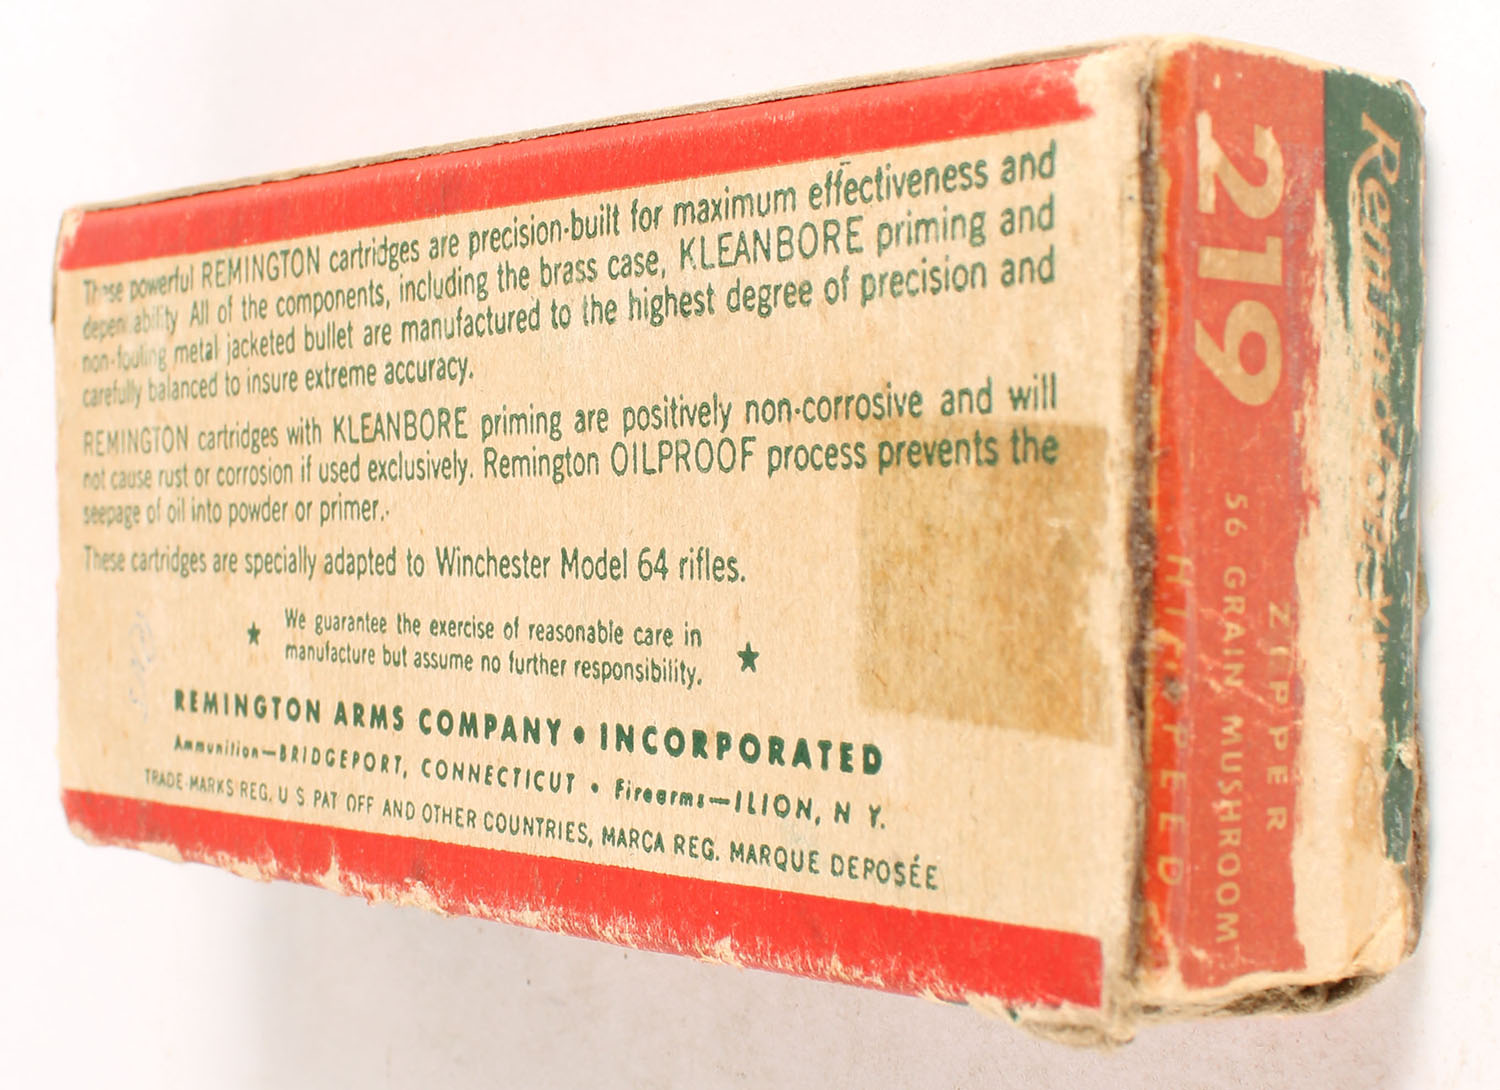 These powerful REMINGTON cartridges are precision-built for maximum effectiveness and
dependability All of the components, including the brass case, KLEANBORE priming and
non-fouling metal jacketed bullet are manufactured to the highest degree of precision and
carefully balanced to insure extreme accuracy.
REMINGTON cartridges with KLEANBORE priming are positively non-corrosive and will
not cause rust or corrosion if used exclusively. Remington OILPROOF process prevents the
seepage of oil into powder or primer.
These cartridges are specially adapted to Winchester Model 64 rifles.
★ We guarantee the exercise of reasonable care in
manufacture but assume no further responsibility. ★
REMINGTON ARMS COMPANY • INCORPORATED
Ammunition—BRIDGEPORT, CONNECTICUT • Firearms—ILION, N Y.
TRADE-MARKS REG. U S PAT OFF AND OTHER COUNTRIES, MARCA REG. MARQUE DEPOSÉE
Remington
219
ZIPPER
56 GRAIN, MUSHROOM
HI-SPEED